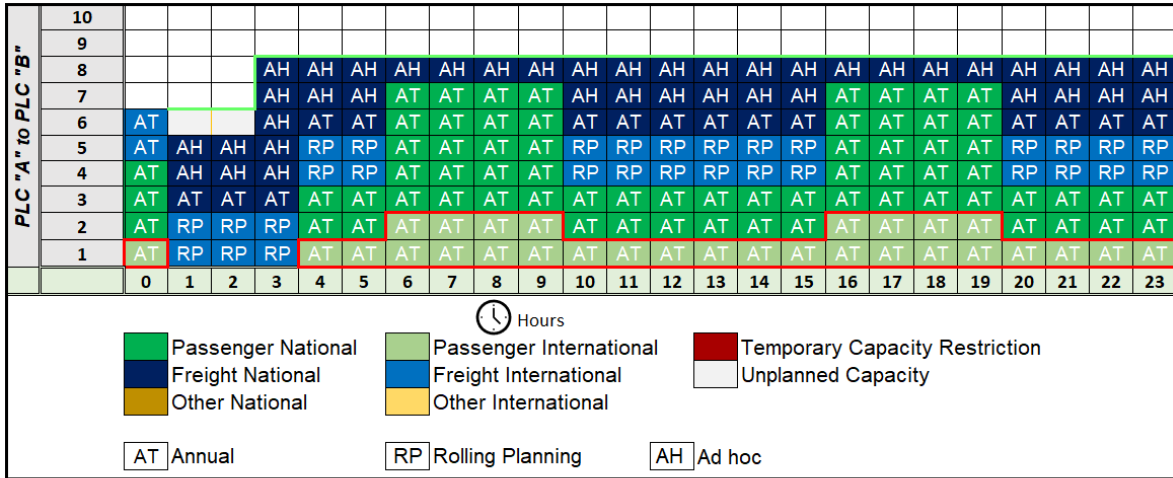 PLC "A" to PLC "B"
10
9
8 AH AH AH AH AH AH AH AH AH AH AH AH AH AH AH AH AH AH AH AH AH
7 AH AH AH AT AT AT AT AH AH AH AH AH AH AT AT AT AT AH AH AH AH
6 AT AH AT AT AT AT AT AT AT AT AT AT AT AT AT AT AT AT AT AT AT AT
5 AT AH AH AH RP RP AT AT AT AT RP RP RP RP RP RP AT AT AT AT RP RP RP RP
4 AT AH AH AH RP RP AT AT AT AT RP RP RP RP RP RP AT AT AT AT RP RP RP RP
3 AT AT AT AT AT AT AT AT AT AT AT AT AT AT AT AT AT AT AT AT AT AT AT AT
2 AT RP RP RP AT AT AT AT AT AT AT AT AT AT AT AT AT AT AT AT AT AT AT AT
1 AT RP RP RP AT AT AT AT AT AT AT AT AT AT AT AT AT AT AT AT AT AT AT AT
0 1 2 3 4 5 6 7 8 9 10 11 12 13 14 15 16 17 18 19 20 21 22 23
Hours
Passenger National Passenger International Temporary Capacity Restriction
Freight National Freight International Unplanned Capacity
Other National Other International
AT Annual RP Rolling Planning AH Ad hoc